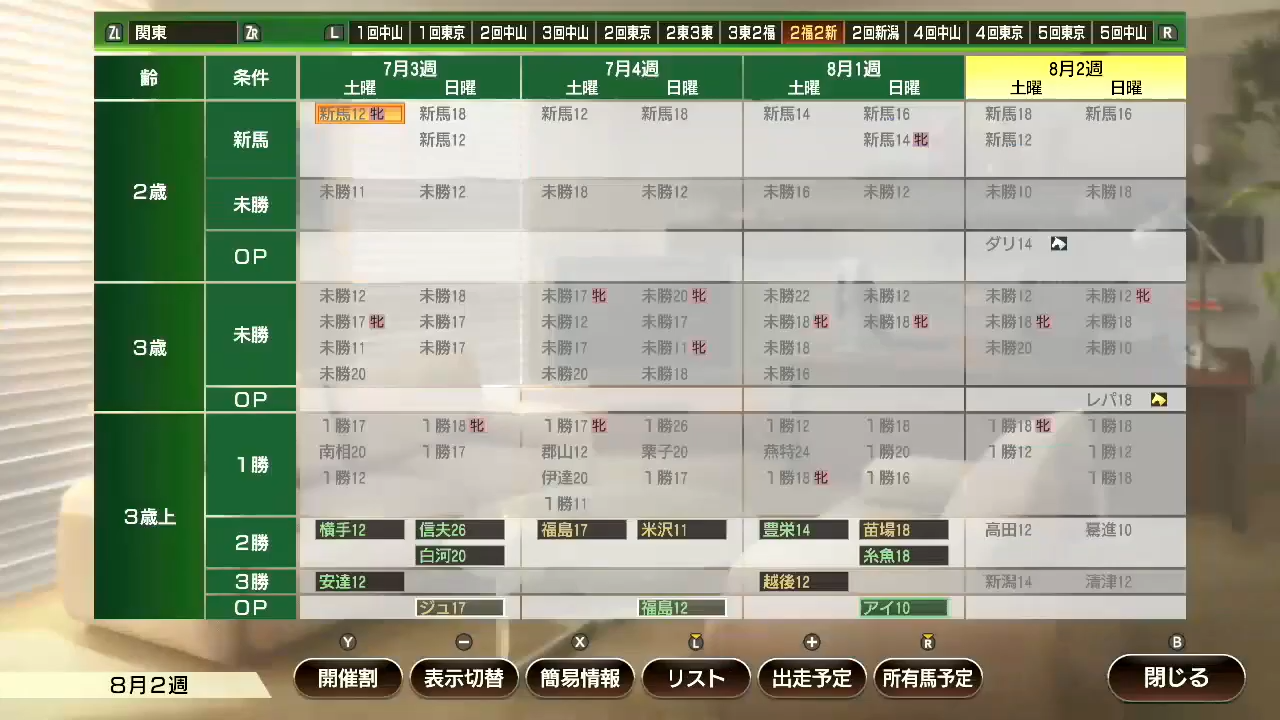 ZL 関東 ZR L 1回中山 1回東京 2回中山 3回中山 2回東京 2東3東 3東2福 2福2新 2回新潟 4回中山 4回東京 5回東京 5回中山 R
齢 条件 7月3週 7月4週 8月1週 8月2週
土曜 日曜 土曜 日曜 土曜 日曜 土曜 日曜
2歳
新馬 新馬12 牝 新馬18 新馬12 新馬18 新馬14 新馬16 新馬18 新馬16
新馬12 新馬14 牝 新馬12
未勝 未勝11 未勝12 未勝18 未勝12 未勝16 未勝12 未勝10 未勝18
OP ダリ14
3歳
未勝 未勝12 未勝18 未勝17 牝 未勝20 牝 未勝22 未勝12 未勝12 未勝12 牝
未勝17 牝 未勝17 未勝12 未勝17 未勝18 牝 未勝18 牝 未勝18 牝 未勝18
未勝11 未勝17 未勝17 未勝11 牝 未勝18 未勝20 未勝10
未勝20 未勝20 未勝18 未勝16
OP レパ18
3歳上
1勝 1勝17 1勝18 牝 1勝17 牝 1勝26 1勝12 1勝18 1勝18 牝 1勝18
南相20 1勝17 郡山12 栗子20 燕特24 1勝20 1勝12 1勝12
1勝12 伊達20 1勝17 1勝18 牝 1勝16 1勝18
1勝11
2勝 横手12 信夫26 福島17 米沢11 豊栄14 苗場18 高田12 驀進10
白河20 糸魚18
3勝 安達12 越後12 新潟14 清津12
OP ジュ17 福島12 アイ10
Y - X L + R B
8月2週 開催割 表示切替 簡易情報 リスト 出走予定 所有馬予定 閉じる